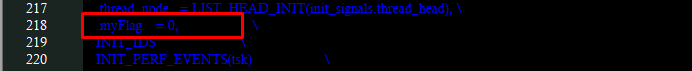 217 .thread_node = LIST_HEAD_INIT(init_signals.thread_head), \
218 .myFlag = 0, \
219 INIT_IDS \
220 INIT_PERF_EVENTS(tsk) \